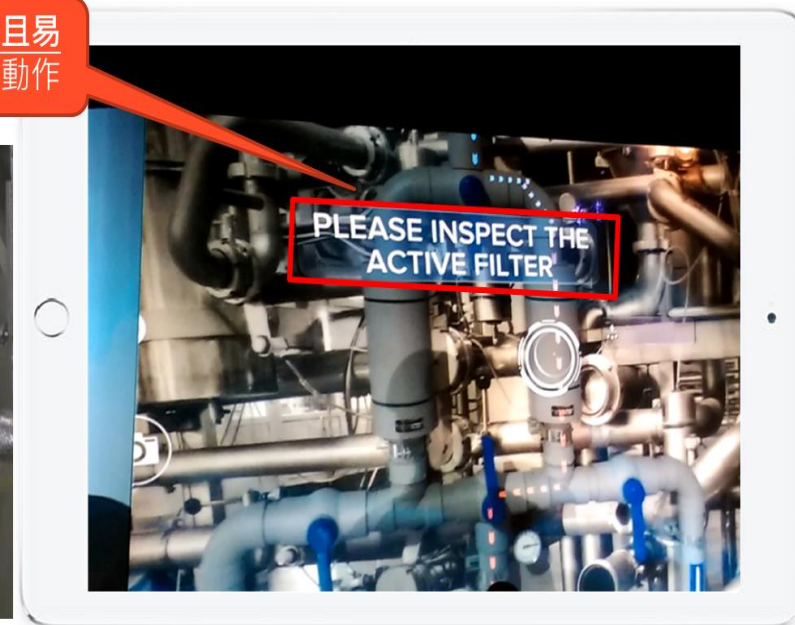 且易
動作
PLEASE INSPECT THE
ACTIVE FILTER